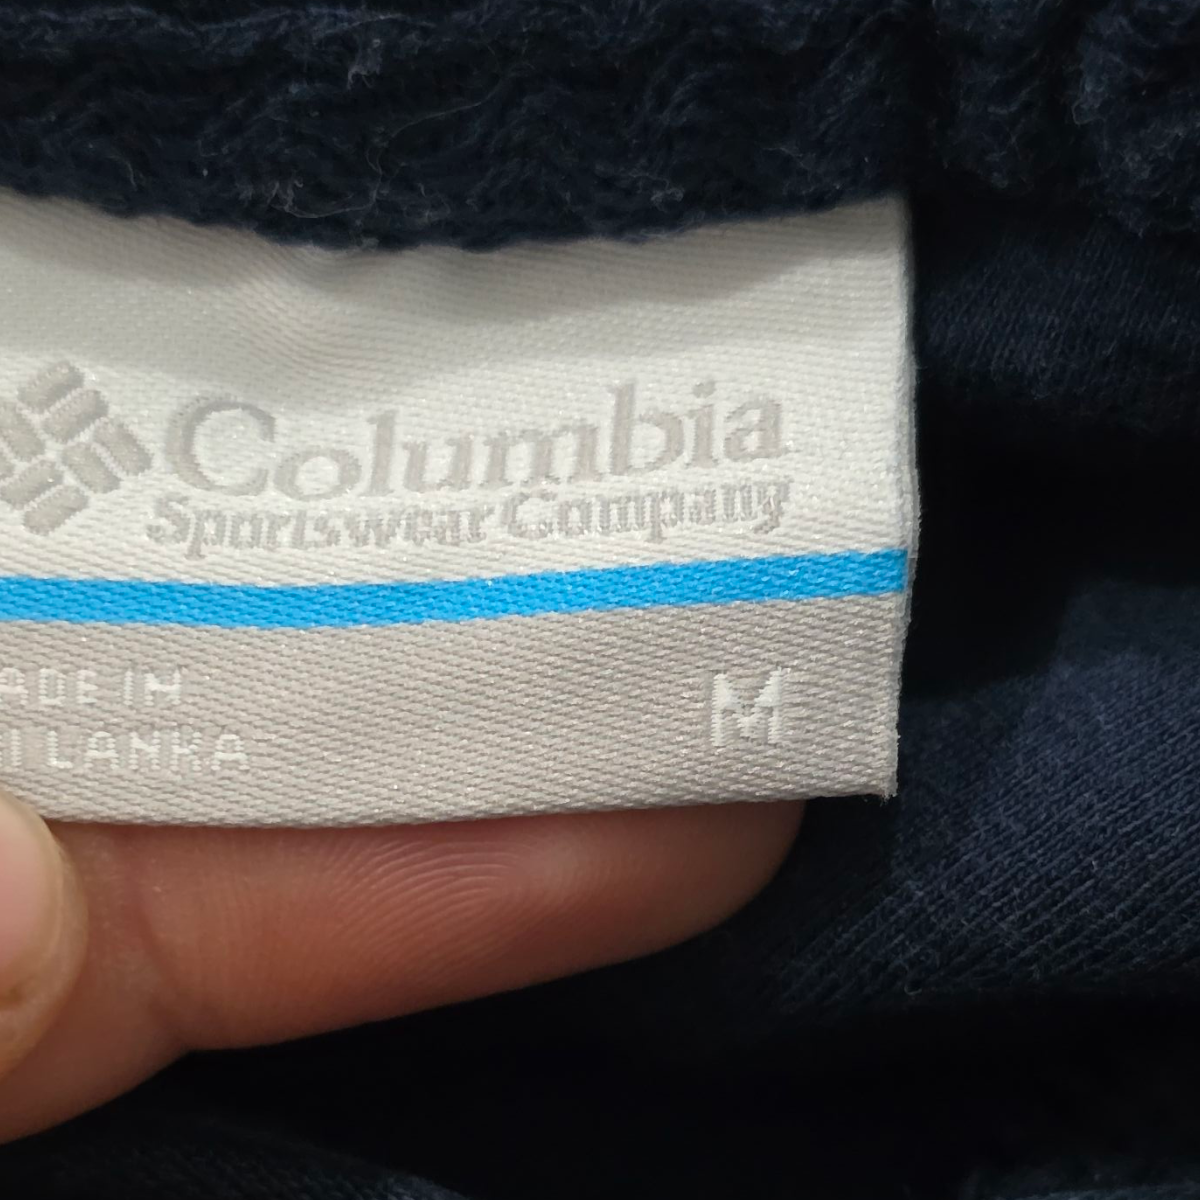 Columbia
Sportswear Company
ADE IN
I LANKA
M